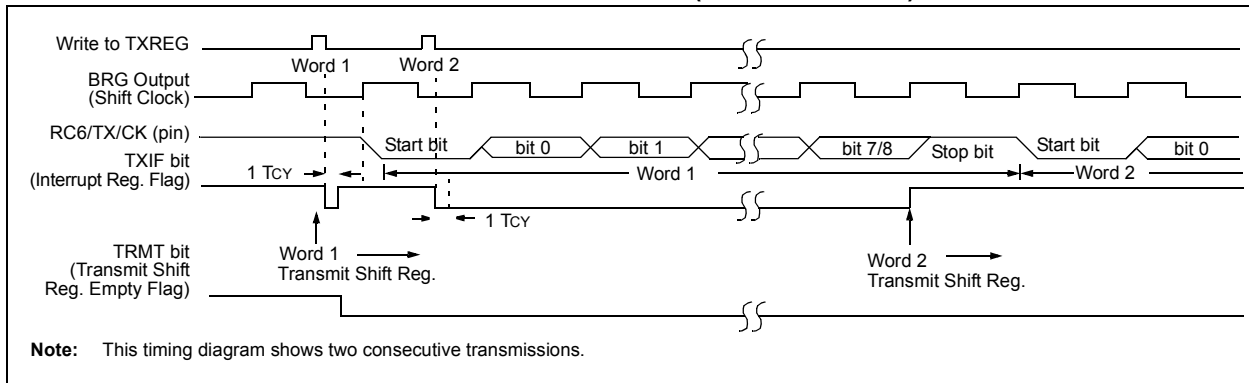 Write to TXREG
Word 1 Word 2
BRG Output
(Shift Clock)
RC6/TX/CK (pin)
Start bit bit 0 bit 1 bit 7/8 Stop bit Start bit bit 0
TXIF bit
(Interrupt Reg. Flag)
1 TCY Word 1 Word 2
1 TCY
Word 1
Transmit Shift Reg.
Word 2
Transmit Shift Reg.
TRMT bit
(Transmit Shift
Reg. Empty Flag)
Note: This timing diagram shows two consecutive transmissions.